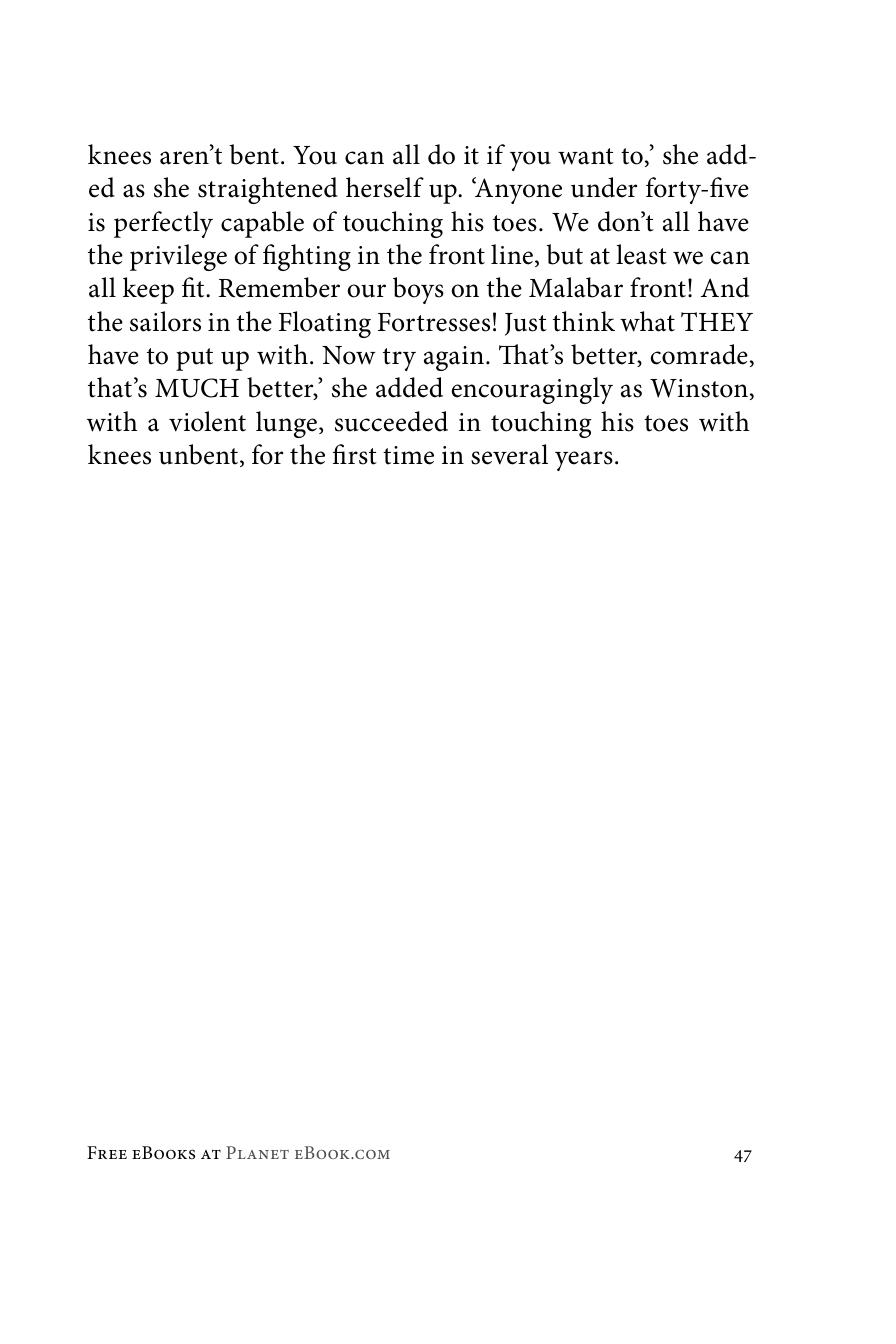 knees aren’t bent. You can all do it if you want to,’ she add-
ed as she straightened herself up. ‘Anyone under forty-five
is perfectly capable of touching his toes. We don’t all have
the privilege of fighting in the front line, but at least we can
all keep fit. Remember our boys on the Malabar front! And
the sailors in the Floating Fortresses! Just think what THEY
have to put up with. Now try again. That’s better, comrade,
that’s MUCH better,’ she added encouragingly as Winston,
with a violent lunge, succeeded in touching his toes with
knees unbent, for the first time in several years.
Free eBooks at Planet eBook.com 47